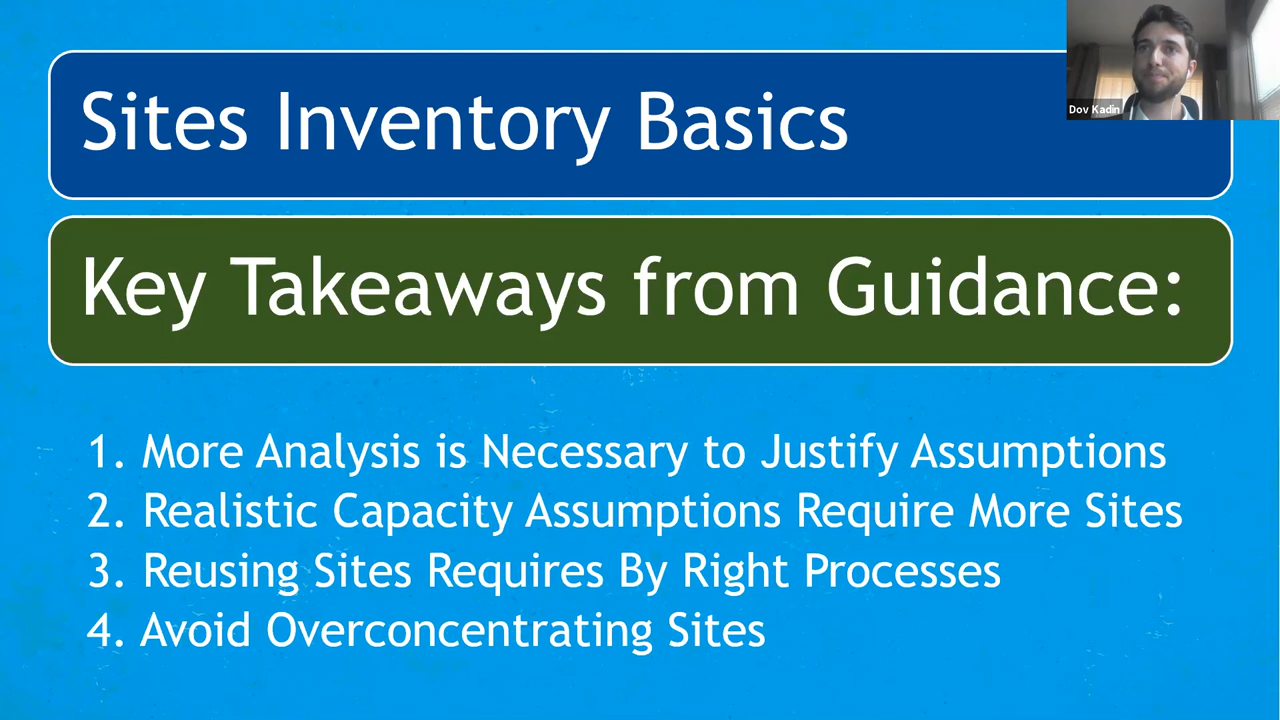 Sites Inventory Basics
Dov Kadin
Key Takeaways from Guidance:
1. More Analysis is Necessary to Justify Assumptions
2. Realistic Capacity Assumptions Require More Sites
3. Reusing Sites Requires By Right Processes
4. Avoid Overconcentrating Sites